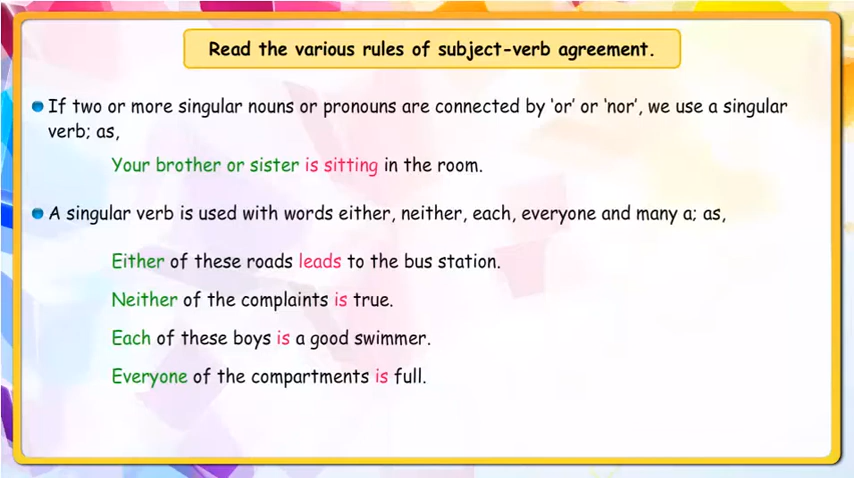 Read the various rules of subject-verb agreement.
If two or more singular nouns or pronouns are connected by 'or' or 'nor', we use a singular
verb; as,
Your brother or sister is sitting in the room.
A singular verb is used with words either, neither, each, everyone and many a; as,
Either of these roads leads to the bus station.
Neither of the complaints is true.
Each of these boys is a good swimmer.
Everyone of the compartments is full.